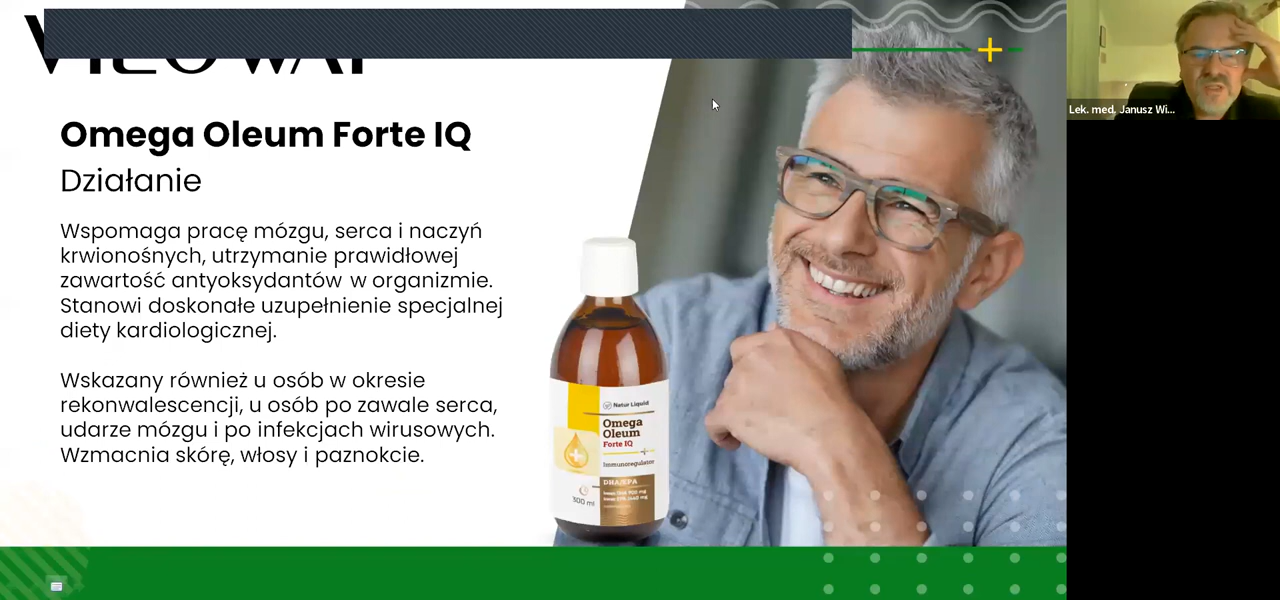 Lek. med. Janusz Wi...
Omega Oleum Forte IQ
Działanie
Wspomaga pracę mózgu, serca i naczyń
krwionośnych, utrzymanie prawidłowej
zawartość antyoksydantów w organizmie.
Stanowi doskonałe uzupełnienie specjalnej
diety kardiologicznej.
Wskazany również u osób w okresie
rekonwalescencji, u osób po zawale serca,
udarze mózgu i po infekcjach wirusowych.
Wzmacnia skórę, włosy i paznokcie.
Natur Liquid
Omega
Oleum
Forte IQ
Immunoregulator
DHA/EPA
300 ml